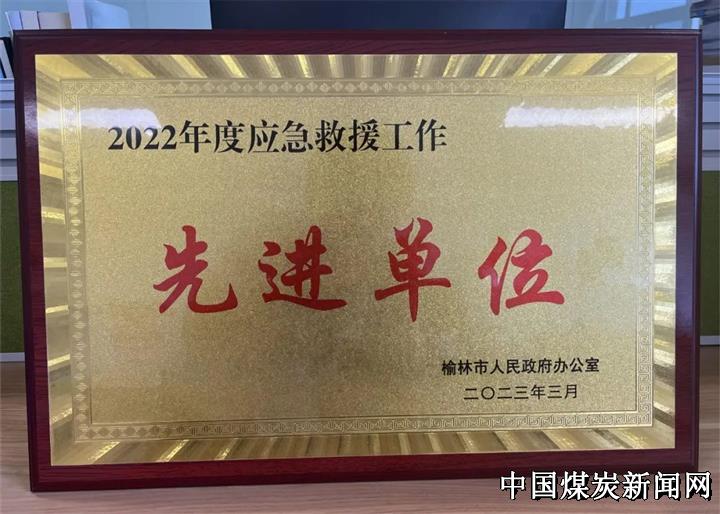 2022年度应急救援工作
先进单位
榆林市人民政府办公室
二〇二三年三月
中国煤炭新闻网